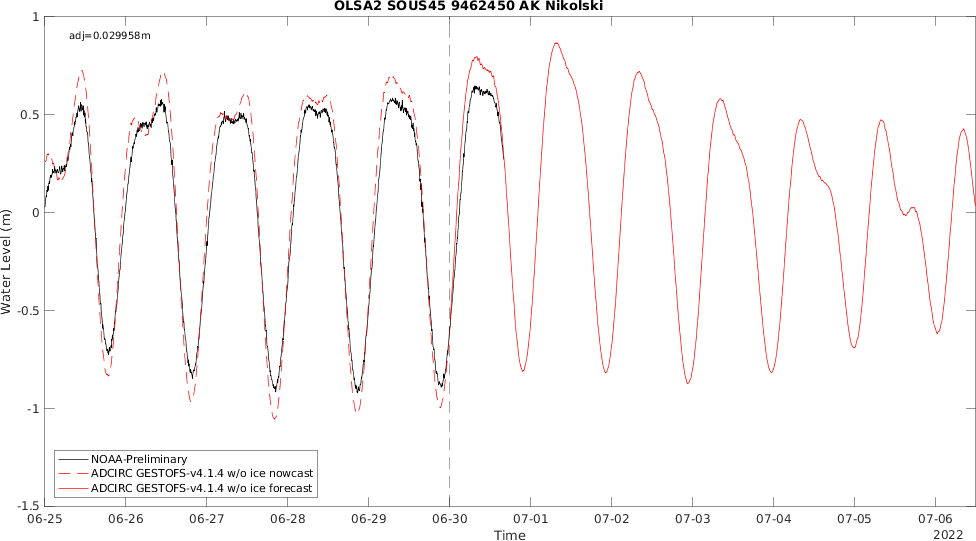 OLSA2 SOUS45 9462450 AK Nikolski
adj=0.029958m
1
0.5
0
-0.5
-1
-1.5
Water Level (m)
NOAA-Preliminary
ADCIRC GESTOFS-v4.1.4 w/o ice nowcast
ADCIRC GESTOFS-v4.1.4 w/o ice forecast
06-25 06-26 06-27 06-28 06-29 06-30 07-01 07-02 07-03 07-04 07-05 07-06
Time
2022